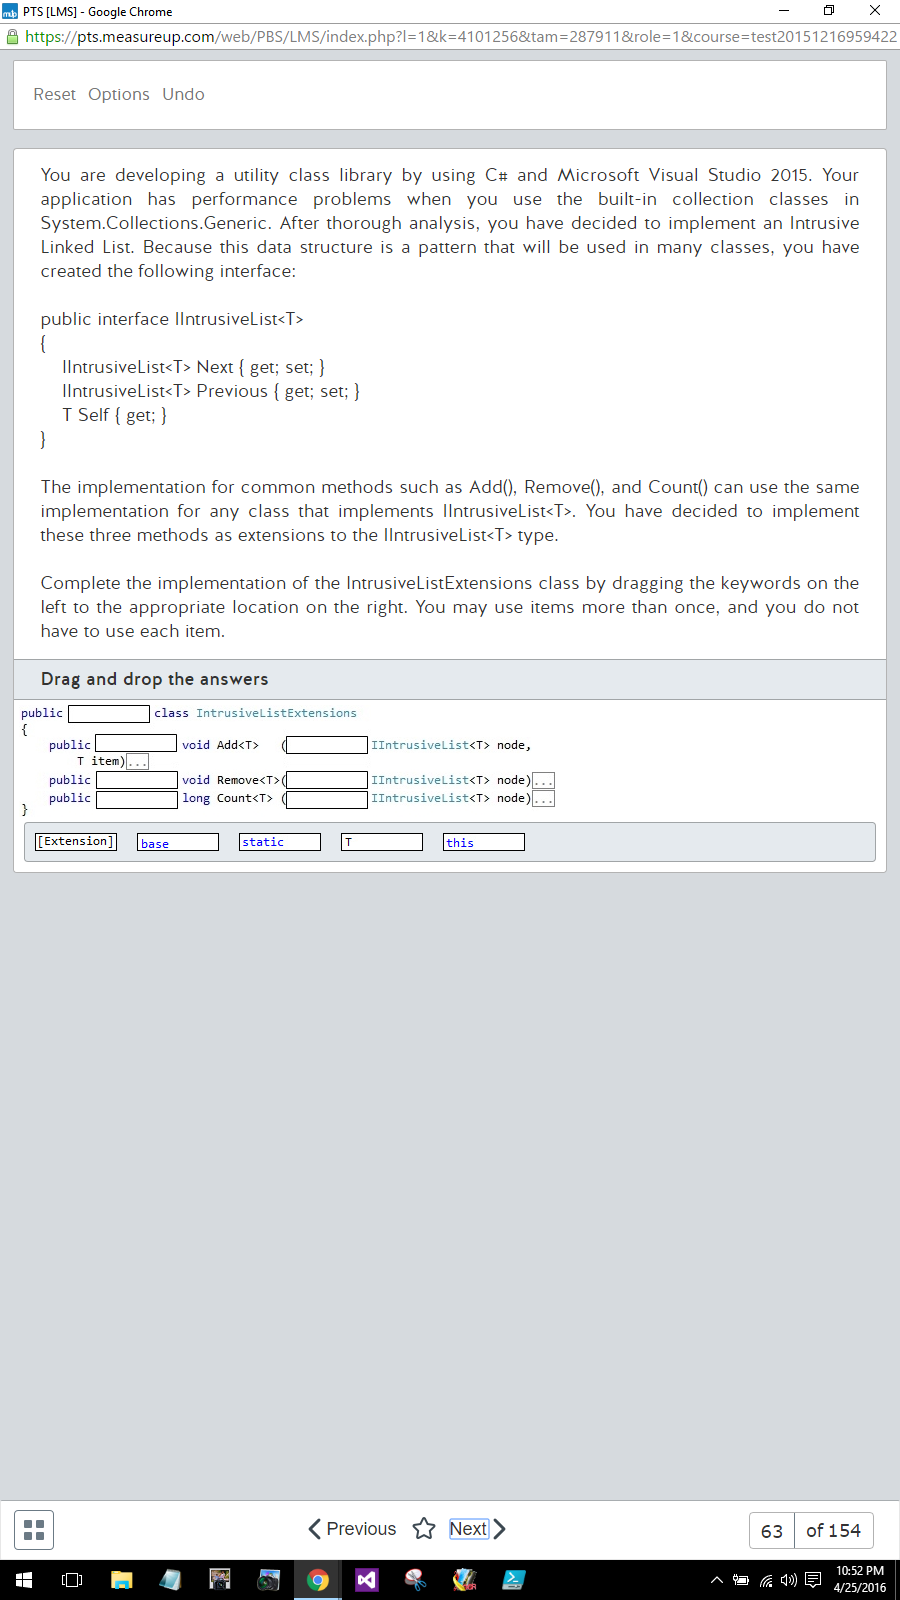 mup PTS [LMS] - Google Chrome
https://pts.measureup.com/web/PBS/LMS/index.php?l=1&k=4101256&tam=287911&role=1&course=test20151216959422
Reset Options Undo
You are developing a utility class library by using C# and Microsoft Visual Studio 2015. Your
application has performance problems when you use the built-in collection classes in
System.Collections.Generic. After thorough analysis, you have decided to implement an Intrusive
Linked List. Because this data structure is a pattern that will be used in many classes, you have
created the following interface:
public interface IIntrusiveList<T>
{
IIntrusiveList<T> Next { get; set; }
IIntrusiveList<T> Previous { get; set; }
T Self { get; }
}
The implementation for common methods such as Add(), Remove(), and Count() can use the same
implementation for any class that implements IIntrusiveList<T>. You have decided to implement
these three methods as extensions to the IIntrusiveList<T> type.
Complete the implementation of the IntrusiveListExtensions class by dragging the keywords on the
left to the appropriate location on the right. You may use items more than once, and you do not
have to use each item.
Drag and drop the answers
public class IntrusiveListExtensions
{
public void Add<T> ( IIntrusiveList<T> node,
T item)...
public void Remove<T>( IIntrusiveList<T> node)...
public long Count<T> ( IIntrusiveList<T> node)...
}
[Extension] base static T this
Previous Next 63 of 154
10:52 PM
4/25/2016